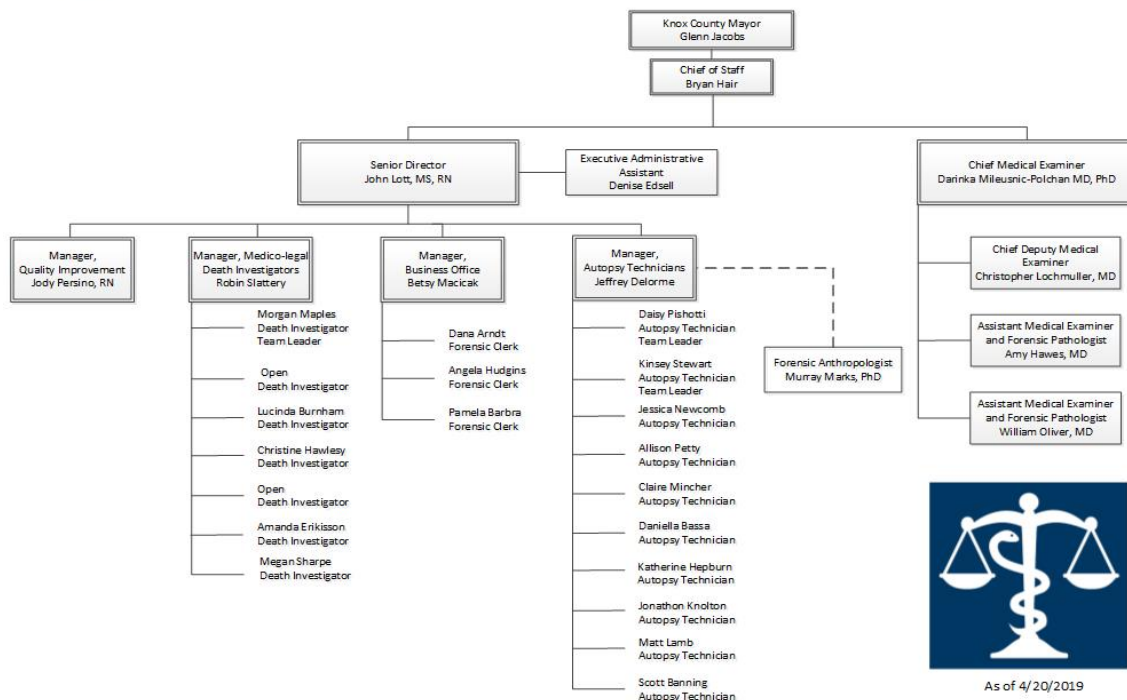 Knox County Mayor
Glenn Jacobs
Chief of Staff
Bryan Hair
Senior Director
John Lott, MS, RN
Executive Administrative
Assistant
Denise Edsell
Chief Medical Examiner
Darinka Mileusnic-Polchan MD, PhD
Manager,
Quality Improvement
Jody Persino, RN
Manager, Medico-legal
Death Investigators
Robin Slattery
Manager,
Business Office
Betsy Macicak
Manager,
Autopsy Technicians
Jeffrey Delorme
Chief Deputy Medical
Examiner
Christopher Lochmuller, MD
Morgan Maples
Death Investigator
Team Leader
Open
Death Investigator
Lucinda Burnham
Death Investigator
Christine Hawlesy
Death Investigator
Open
Death Investigator
Amanda Erikisson
Death Investigator
Megan Sharpe
Death Investigator
Dana Arndt
Forensic Clerk
Angela Hudgins
Forensic Clerk
Pamela Barbra
Forensic Clerk
Daisy Pishotti
Autopsy Technician
Team Leader
Kinsey Stewart
Autopsy Technician
Team Leader
Jessica Newcomb
Autopsy Technician
Allison Petty
Autopsy Technician
Claire Mincher
Autopsy Technician
Daniella Bassa
Autopsy Technician
Katherine Hepburn
Autopsy Technician
Jonathon Knolton
Autopsy Technician
Matt Lamb
Autopsy Technician
Scott Banning
Autopsy Technician
Forensic Anthropologist
Murray Marks, PhD
Assistant Medical Examiner
and Forensic Pathologist
Amy Hawes, MD
Assistant Medical Examiner
and Forensic Pathologist
William Oliver, MD
As of 4/20/2019